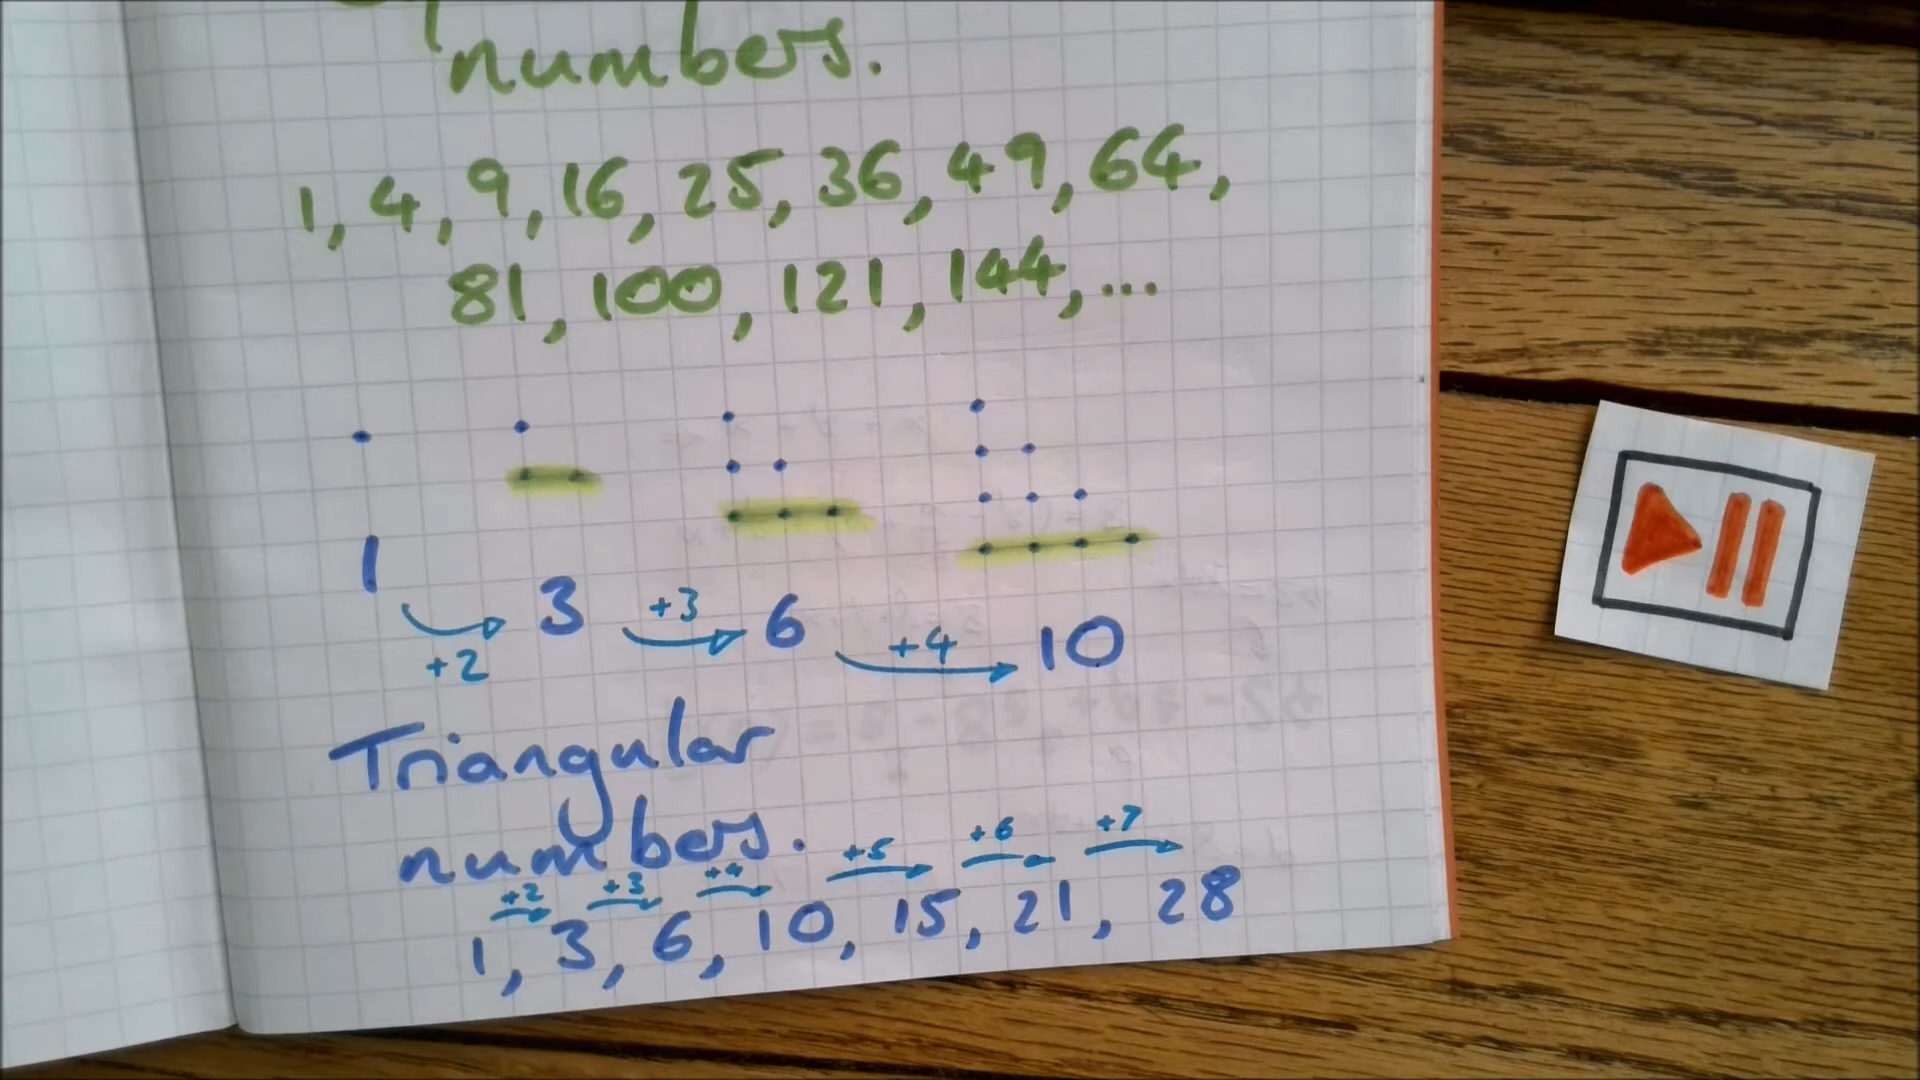 numbers.
1, 4, 9, 16, 25, 36, 49, 64,
81, 100, 121, 144, ...
1 3 6 10
+2 +3 +4
Triangular
numbers.
+2 +3 +4 +5 +6 +7
1, 3, 6, 10, 15, 21, 28